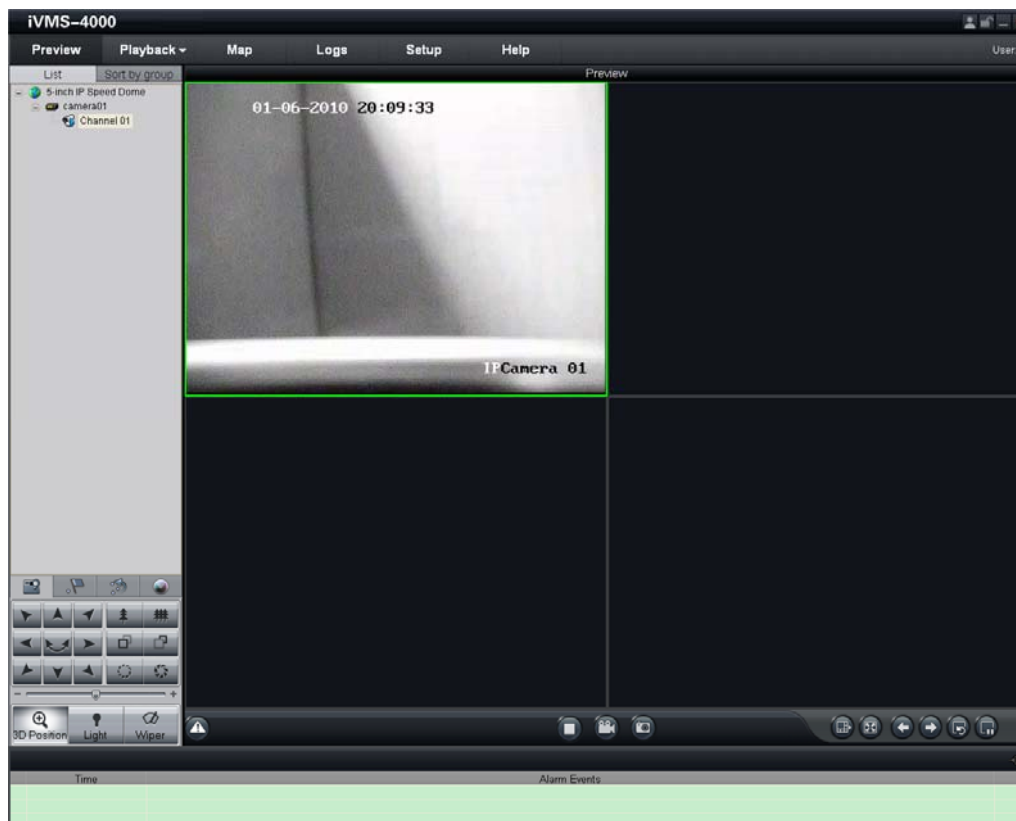 iVMS-4000
Preview Playback Map Logs Setup Help User:
List Sort by group Preview
5-inch IP Speed Dome
camera01
Channel 01
01-06-2010 20:09:33
IPCamera 01
3D Position Light Wiper
Time Alarm Events